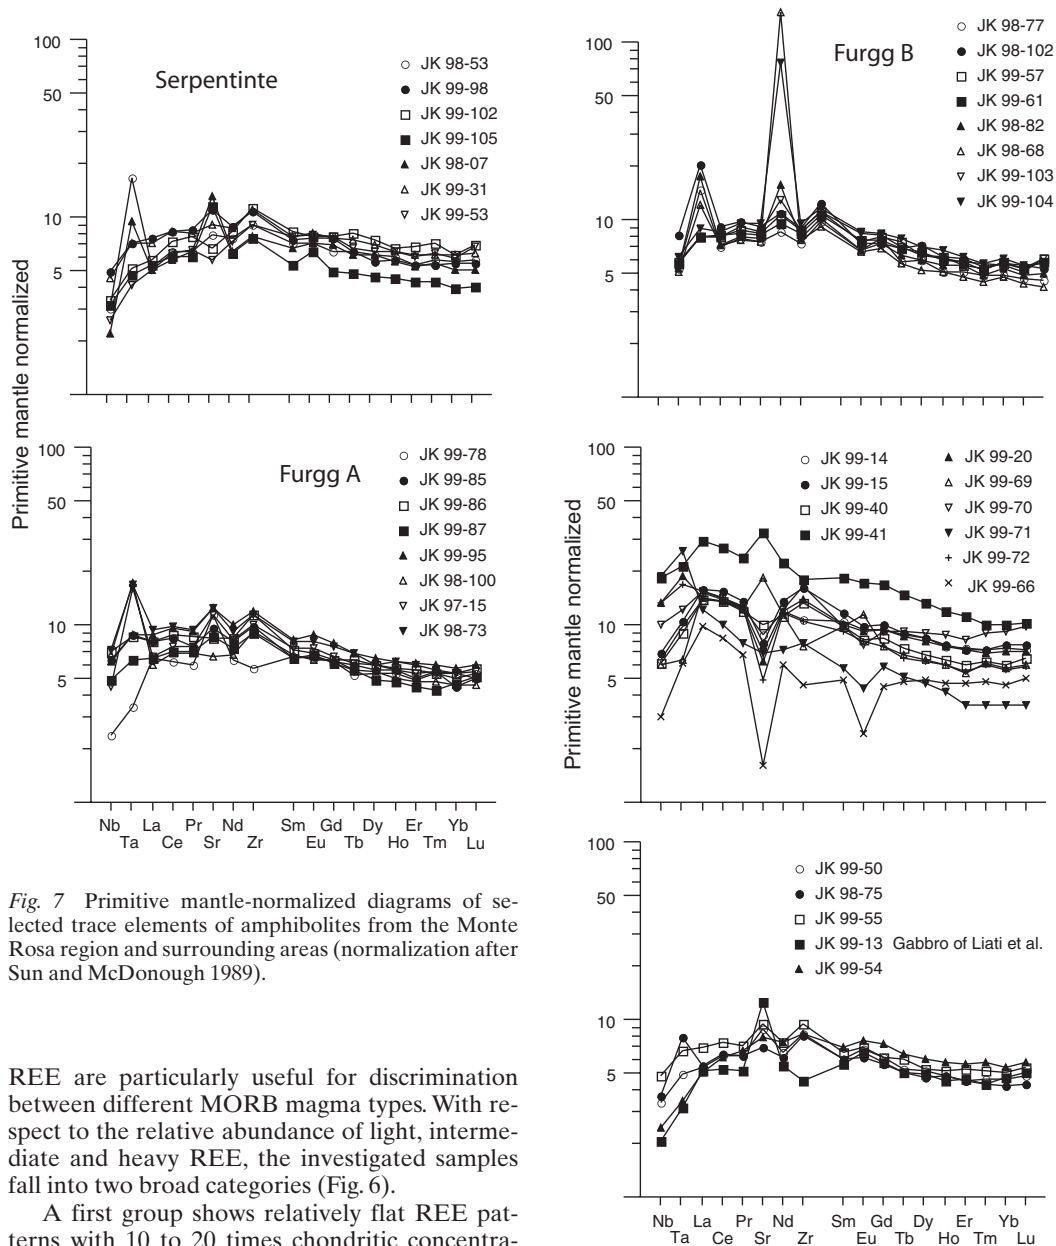 Primitive mantle normalized
100
50
10
5
Serpentinte
JK 98-53
JK 99-98
JK 99-102
JK 99-105
JK 98-07
JK 99-31
JK 99-53
100
50
10
5
Furgg B
JK 98-77
JK 98-102
JK 99-57
JK 99-61
JK 98-82
JK 98-68
JK 99-103
JK 99-104
100
50
10
5
Furgg A
JK 99-78
JK 99-85
JK 99-86
JK 99-87
JK 99-95
JK 98-100
JK 97-15
JK 98-73
Nb La Pr Nd Sm Gd Dy Er Yb
Ta Ce Sr Zr Eu Tb Ho Tm Lu
Primitive mantle normalized
100
50
10
5
JK 99-14
JK 99-15
JK 99-40
JK 99-41
JK 99-20
JK 99-69
JK 99-70
JK 99-71
JK 99-72
JK 99-66
100
50
10
5
JK 99-50
JK 98-75
JK 99-55
JK 99-13 Gabbro of Liati et al.
JK 99-54
Nb La Pr Nd Sm Gd Dy Er Yb
Ta Ce Sr Zr Eu Tb Ho Tm Lu
Fig. 7 Primitive mantle-normalized diagrams of se-
lected trace elements of amphibolites from the Monte
Rosa region and surrounding areas (normalization after
Sun and McDonough 1989).
REE are particularly useful for discrimination
between different MORB magma types. With re-
spect to the relative abundance of light, interme-
diate and heavy REE, the investigated samples
fall into two broad categories (Fig. 6).
A first group shows relatively flat REE pat-
terns with 10 to 20 times chondritic concentra-